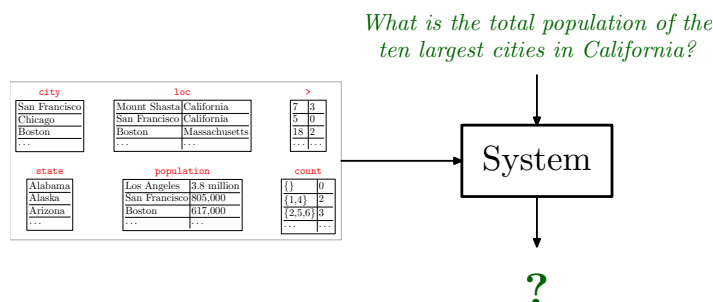 What is the total population of the
ten largest cities in California?
city loc >
San Francisco Mount Shasta California 7 3
Chicago San Francisco California 5 0
Boston Boston Massachusetts 18 2
... ... ... ...
System
state population count
Alabama Los Angeles 3.8 million {} 0
Alaska San Francisco 805,000 {1,4} 2
Arizona Boston 617,000 {2,5,6} 3
... ... ... ...
?